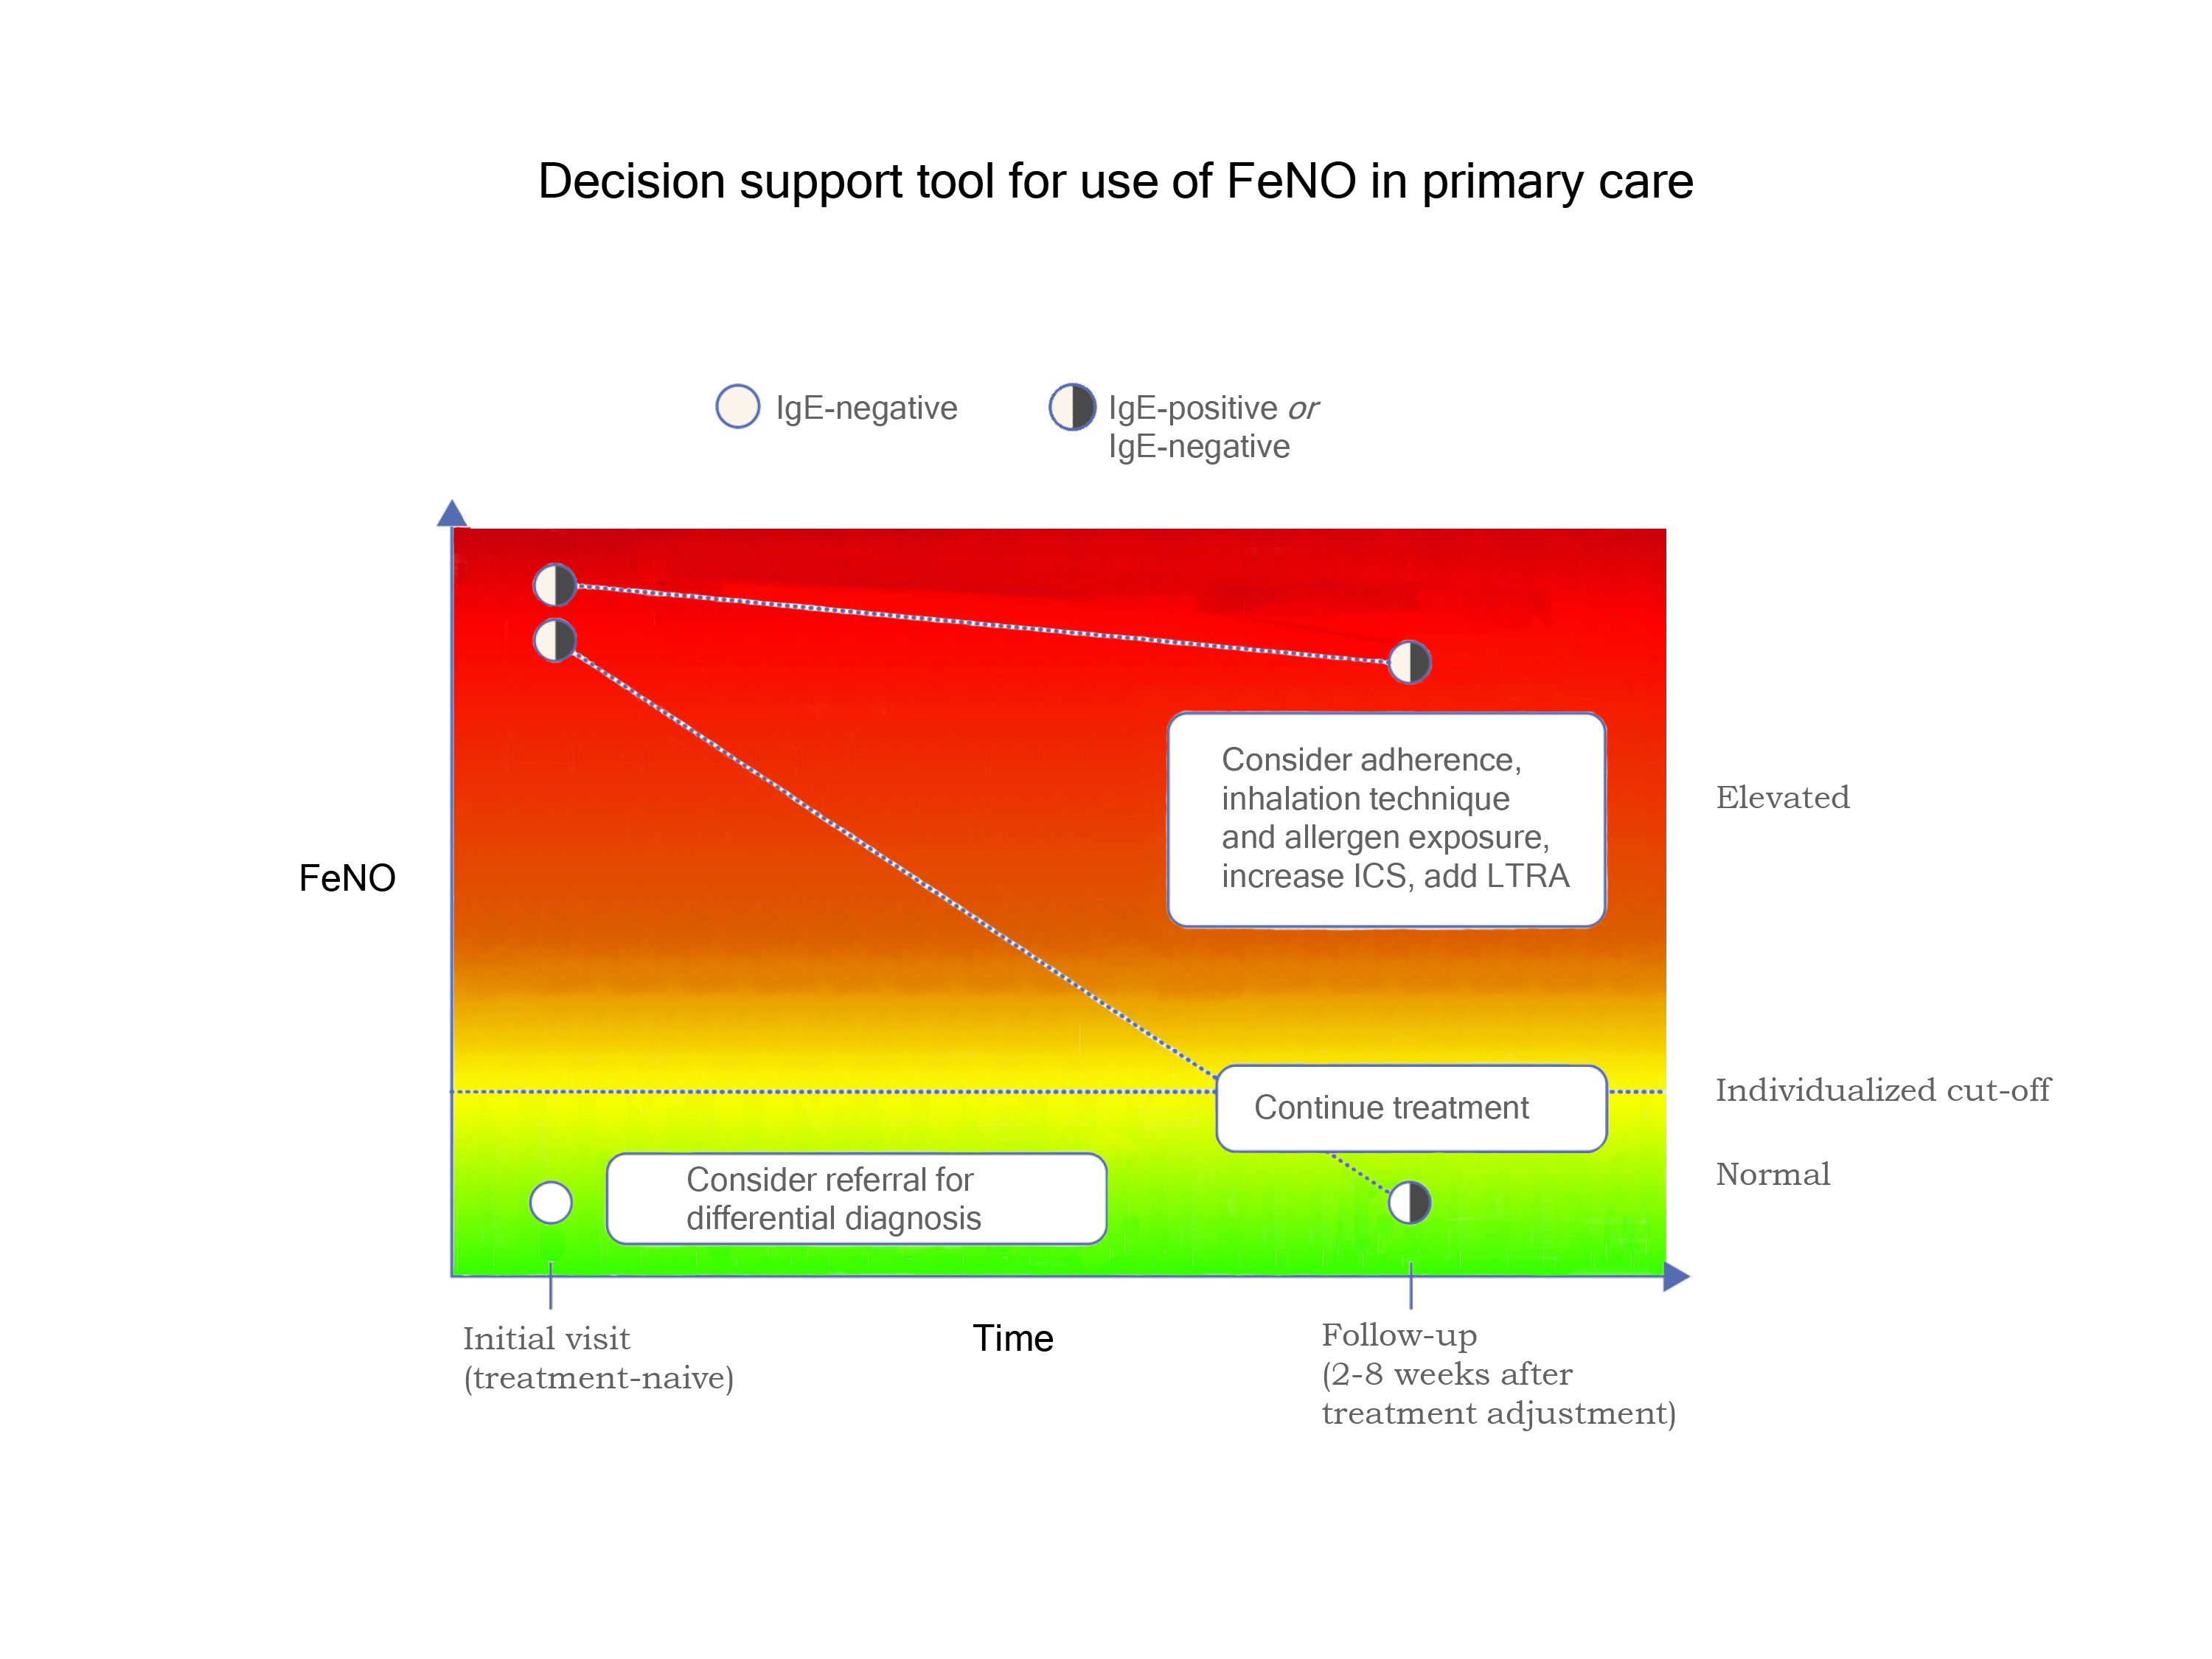 Decision support tool for use of FeNO in primary care
IgE-negative
IgE-positive or
IgE-negative
Consider adherence,
inhalation technique
and allergen exposure,
increase ICS, add LTRA
Elevated
FeNO
Individualized cut-off
Continue treatment
Normal
Consider referral for
differential diagnosis
Initial visit
(treatment-naive)
Time
Follow-up
(2-8 weeks after
treatment adjustment)